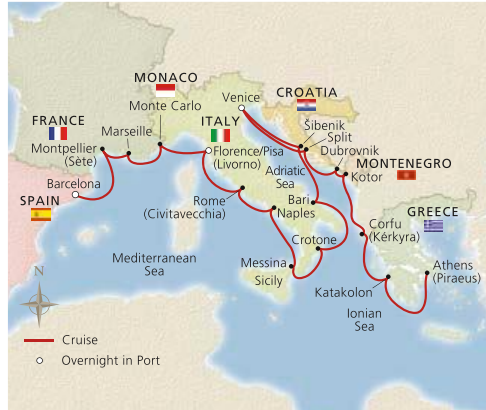 MONACO
Monte Carlo
CROATIA
Venice
FRANCE
Montpellier
(Sète)
Marseille
ITALY
Florence/Pisa
(Livorno)
Šibenik
Split
Dubrovnik
MONTENEGRO
Kotor
Adriatic
Sea
Barcelona
SPAIN
Rome
(Civitavecchia)
Bari
Naples
GREECE
Corfu
(Kérkyra)
Crotone
Mediterranean
Sea
Messina
Sicily
Athens
(Piraeus)
Katakolon
Ionian
Sea
N
Cruise
Overnight in Port